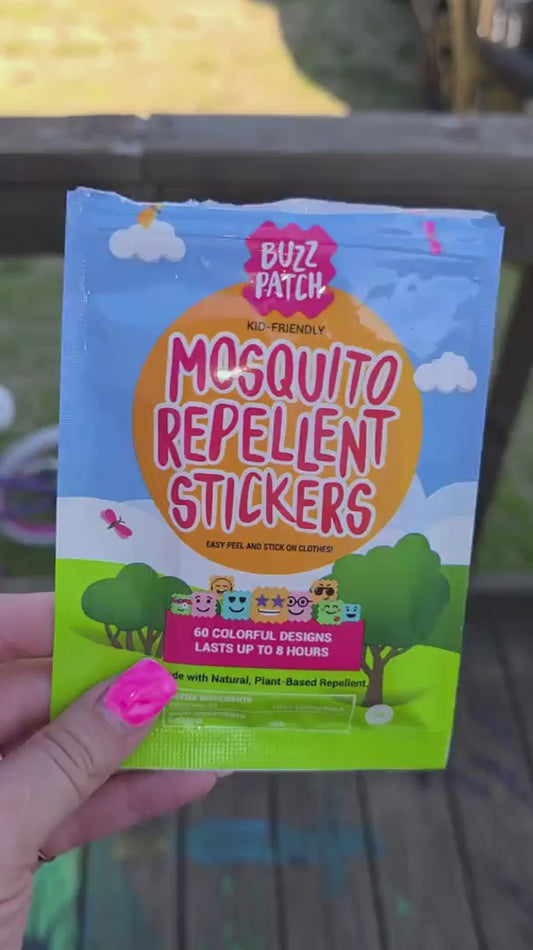 BUZZ
PATCH
KID-FRIENDLY
MOSQUITO
REPELLENT
STICKERS
EASY PEEL AND STICK ON CLOTHES!
60 COLORFUL DESIGNS
LASTS UP TO 8 HOURS
de with Natural, Plant-Based Repellent.